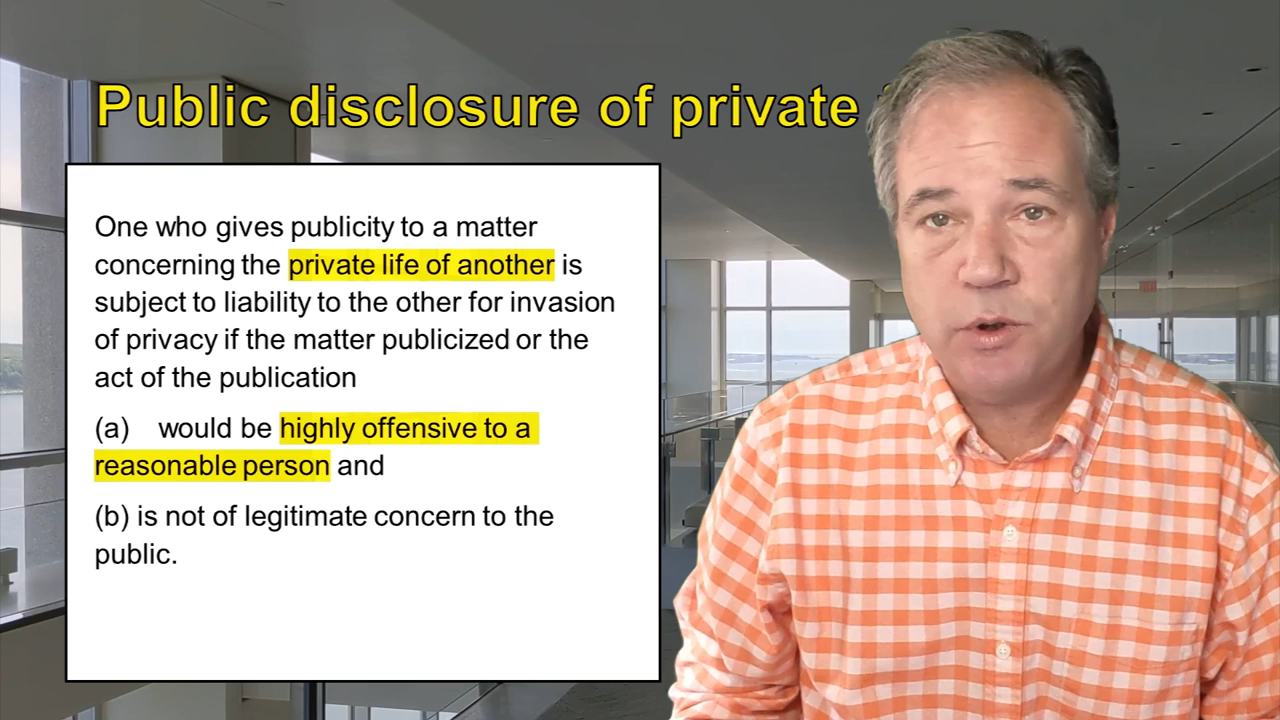 Public disclosure of private
One who gives publicity to a matter
concerning the private life of another is
subject to liability to the other for invasion
of privacy if the matter publicized or the
act of the publication
(a) would be highly offensive to a
reasonable person and
(b) is not of legitimate concern to the
public.